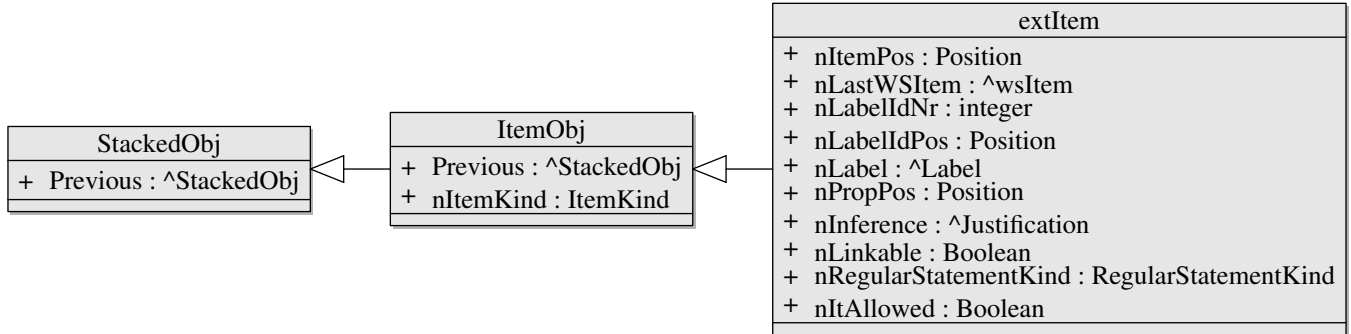 StackedObj
+ Previous : ^StackedObj
ItemObj
+ Previous : ^StackedObj
+ nItemKind : ItemKind
extItem
+ nItemPos : Position
+ nLastWSItem : ^wsItem
+ nLabelIdNr : integer
+ nLabelIdPos : Position
+ nLabel : ^Label
+ nPropPos : Position
+ nInference : ^Justification
+ nLinkable : Boolean
+ nRegularStatementKind : RegularStatementKind
+ nItAllowed : Boolean